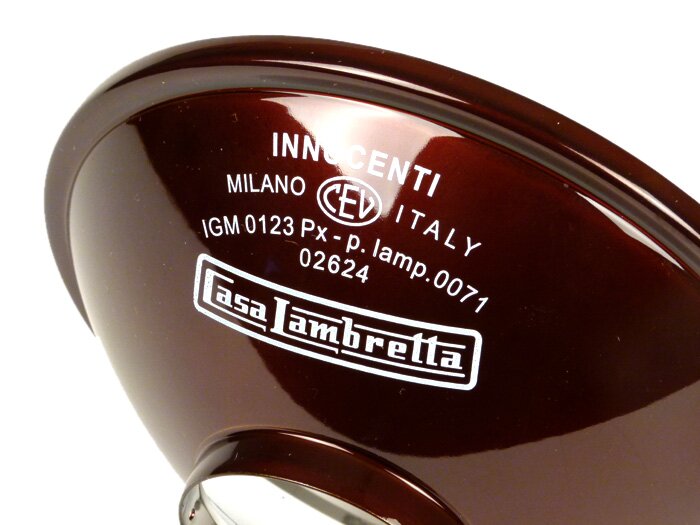 INNOCENTI
MILANO CEV ITALY
IGM 0123 Px - p. lamp.0071
02624
Casa Lambretta